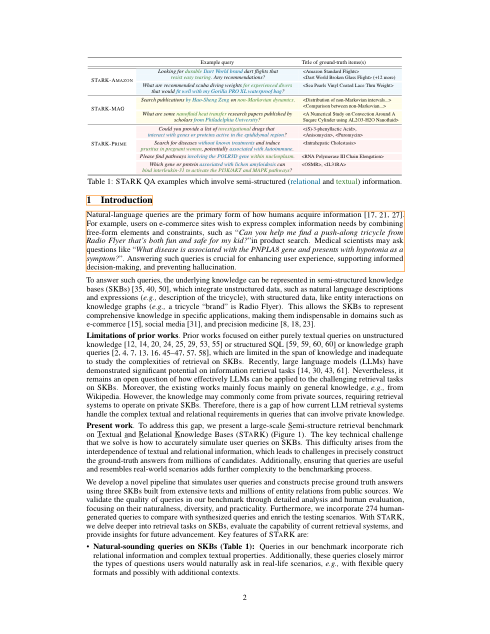 Example query Title of ground-truth item(s)
STARK-AMAZON
Looking for durable Dart World brand dart flights that
resist easy tearing. Any recommendations?
<Amazon Standard Flight>
<Dart World Broken Glass Flight> (+12 more)
What are recommended scuba diving weights for experienced divers
that would fit well with my Gorilla PRO XL waterproof bag?
<Sea Pearls Vinyl Coated Lace Thru Weight>
STARK-MAG
Search publications by Hao-Sheng Zeng on non-Markovian dynamics.
<Distribution of non-Markovian intervals...>
<Comparison between non-Markovian...>
What are some nanofluid heat transfer research papers published by
scholars from Philadelphia University?
<A Numerical Study on Convection Around A
Square Cylinder using AL2O3-H2O Nanofluid>
STARK-PRIME
Could you provide a list of investigational drugs that
interact with genes or proteins active in the epididymal region?
<(S)-3-phenyllactic Acid>,
<Anisomycin>, <Puromycin>
Search for diseases without known treatments and induce
pruritus in pregnant women, potentially associated with Autoimmune.
<Intrahepatic Cholestasis>
Please find pathways involving the POLR3D gene within nucleoplasm.
<RNA Polymerase III Chain Elongation>
Which gene or protein associated with lichen amyloidosis can
bind interleukin-31 to activate the PI3K/AKT and MAPK pathways?
<OSMR>, <IL31RA>
Table 1: STARK QA examples which involve semi-structured (relational and textual) information.
1 Introduction
Natural-language queries are the primary form of how humans acquire information [17, 21, 27].
For example, users on e-commerce sites wish to express complex information needs by combining
free-form elements and constraints, such as “Can you help me find a push-along tricycle from
Radio Flyer that’s both fun and safe for my kid?”in product search. Medical scientists may ask
questions like “What disease is associated with the PNPLA8 gene and presents with hypotonia as a
symptom?”. Answering such queries is crucial for enhancing user experience, supporting informed
decision-making, and preventing hallucination.
To answer such queries, the underlying knowledge can be represented in semi-structured knowledge
bases (SKBs) [35, 40, 50], which integrate unstructured data, such as natural language descriptions
and expressions (e.g., description of the tricycle), with structured data, like entity interactions on
knowledge graphs (e.g., a tricycle “brand” is Radio Flyer). This allows the SKBs to represent
comprehensive knowledge in specific applications, making them indispensable in domains such as
e-commerce [15], social media [31], and precision medicine [8, 18, 23].
Limitations of prior works. Prior works focused on either purely textual queries on unstructured
knowledge [12, 14, 20, 24, 25, 29, 53, 55] or structured SQL [59, 59, 60, 60] or knowledge graph
queries [2, 4, 7, 13, 16, 45–47, 57, 58], which are limited in the span of knowledge and inadequate
to study the complexities of retrieval on SKBs. Recently, large language models (LLMs) have
demonstrated significant potential on information retrieval tasks [14, 30, 43, 61]. Nevertheless, it
remains an open question of how effectively LLMs can be applied to the challenging retrieval tasks
on SKBs. Moreover, the existing works mainly focus mainly on general knowledge, e.g., from
Wikipedia. However, the knowledge may commonly come from private sources, requiring retrieval
systems to operate on private SKBs. Therefore, there is a gap of how current LLM retrieval systems
handle the complex textual and relational requirements in queries that can involve private knowledge.
Present work. To address this gap, we present a large-scale Semi-structure retrieval benchmark
on Textual and Relational Knowledge Bases (STARK) (Figure 1). The key technical challenge
that we solve is how to accurately simulate user queries on SKBs. This difficulty arises from the
interdependence of textual and relational information, which leads to challenges in precisely construct
the ground-truth answers from millions of candidates. Additionally, ensuring that queries are useful
and resembles real-world scenarios adds further complexity to the benchmarking process.
We develop a novel pipeline that simulates user queries and constructs precise ground truth answers
using three SKBs built from extensive texts and millions of entity relations from public sources. We
validate the quality of queries in our benchmark through detailed analysis and human evaluation,
focusing on their naturalness, diversity, and practicality. Furthermore, we incorporate 274 human-
generated queries to compare with synthesized queries and enrich the testing scenarios. With STARK,
we delve deeper into retrieval tasks on SKBs, evaluate the capability of current retrieval systems, and
provide insights for future advancement. Key features of STARK are:
• Natural-sounding queries on SKBs (Table 1): Queries in our benchmark incorporate rich
relational information and complex textual properties. Additionally, these queries closely mirror
the types of questions users would naturally ask in real-life scenarios, e.g., with flexible query
formats and possibly with additional contexts.
2